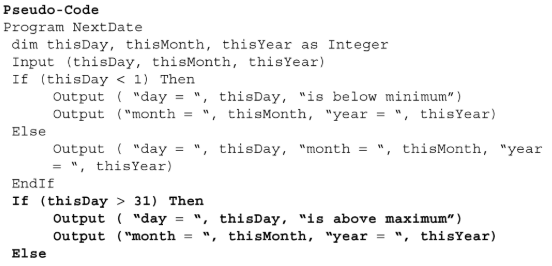 Pseudo-Code
Program NextDate
dim thisDay, thisMonth, thisYear as Integer
Input (thisDay, thisMonth, thisYear)
If (thisDay < 1) Then
Output ( “day = “, thisDay, “is below minimum”)
Output (“month = “, thisMonth, “year = “, thisYear)
Else
Output ( “day = “, thisDay, “month = “, thisMonth, “year
= “, thisYear)
EndIf
If (thisDay > 31) Then
Output ( “day = “, thisDay, “is above maximum”)
Output (“month = “, thisMonth, “year = “, thisYear)
Else